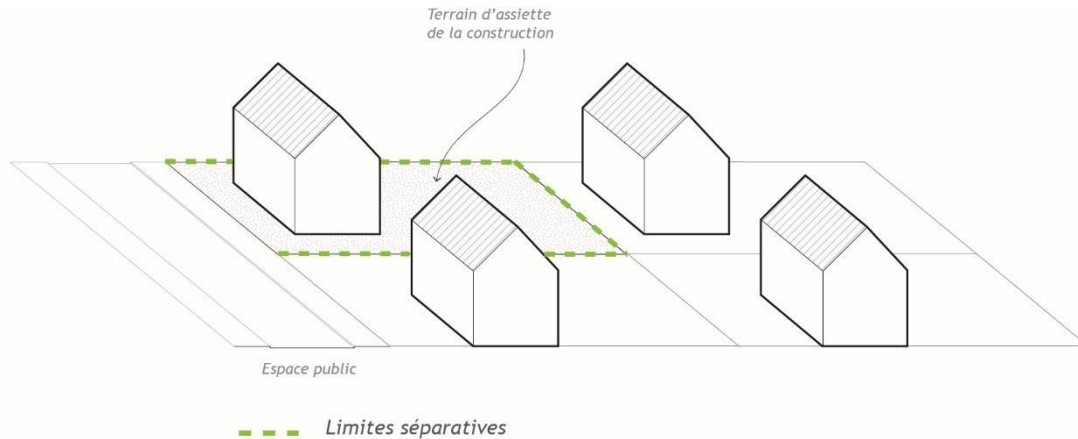 Terrain d’assiette
de la construction
Espace public
Limites séparatives